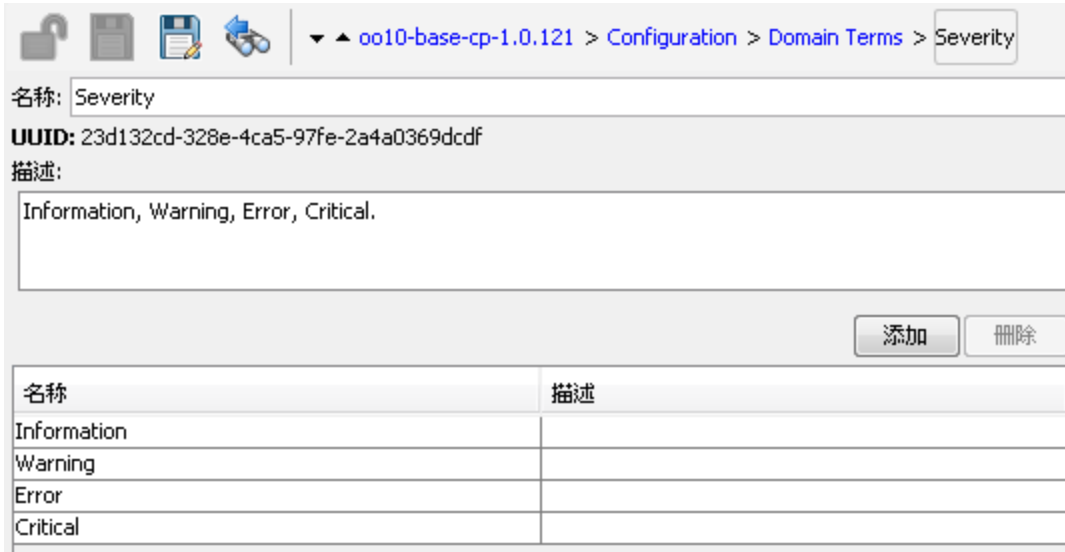 oo10-base-cp-1.0.121 > Configuration > Domain Terms > Severity
名称: Severity
UUID: 23d132cd-328e-4ca5-97fe-2a4a0369dcdf
描述:
Information, Warning, Error, Critical.
添加 删除
名称 描述
Information
Warning
Error
Critical